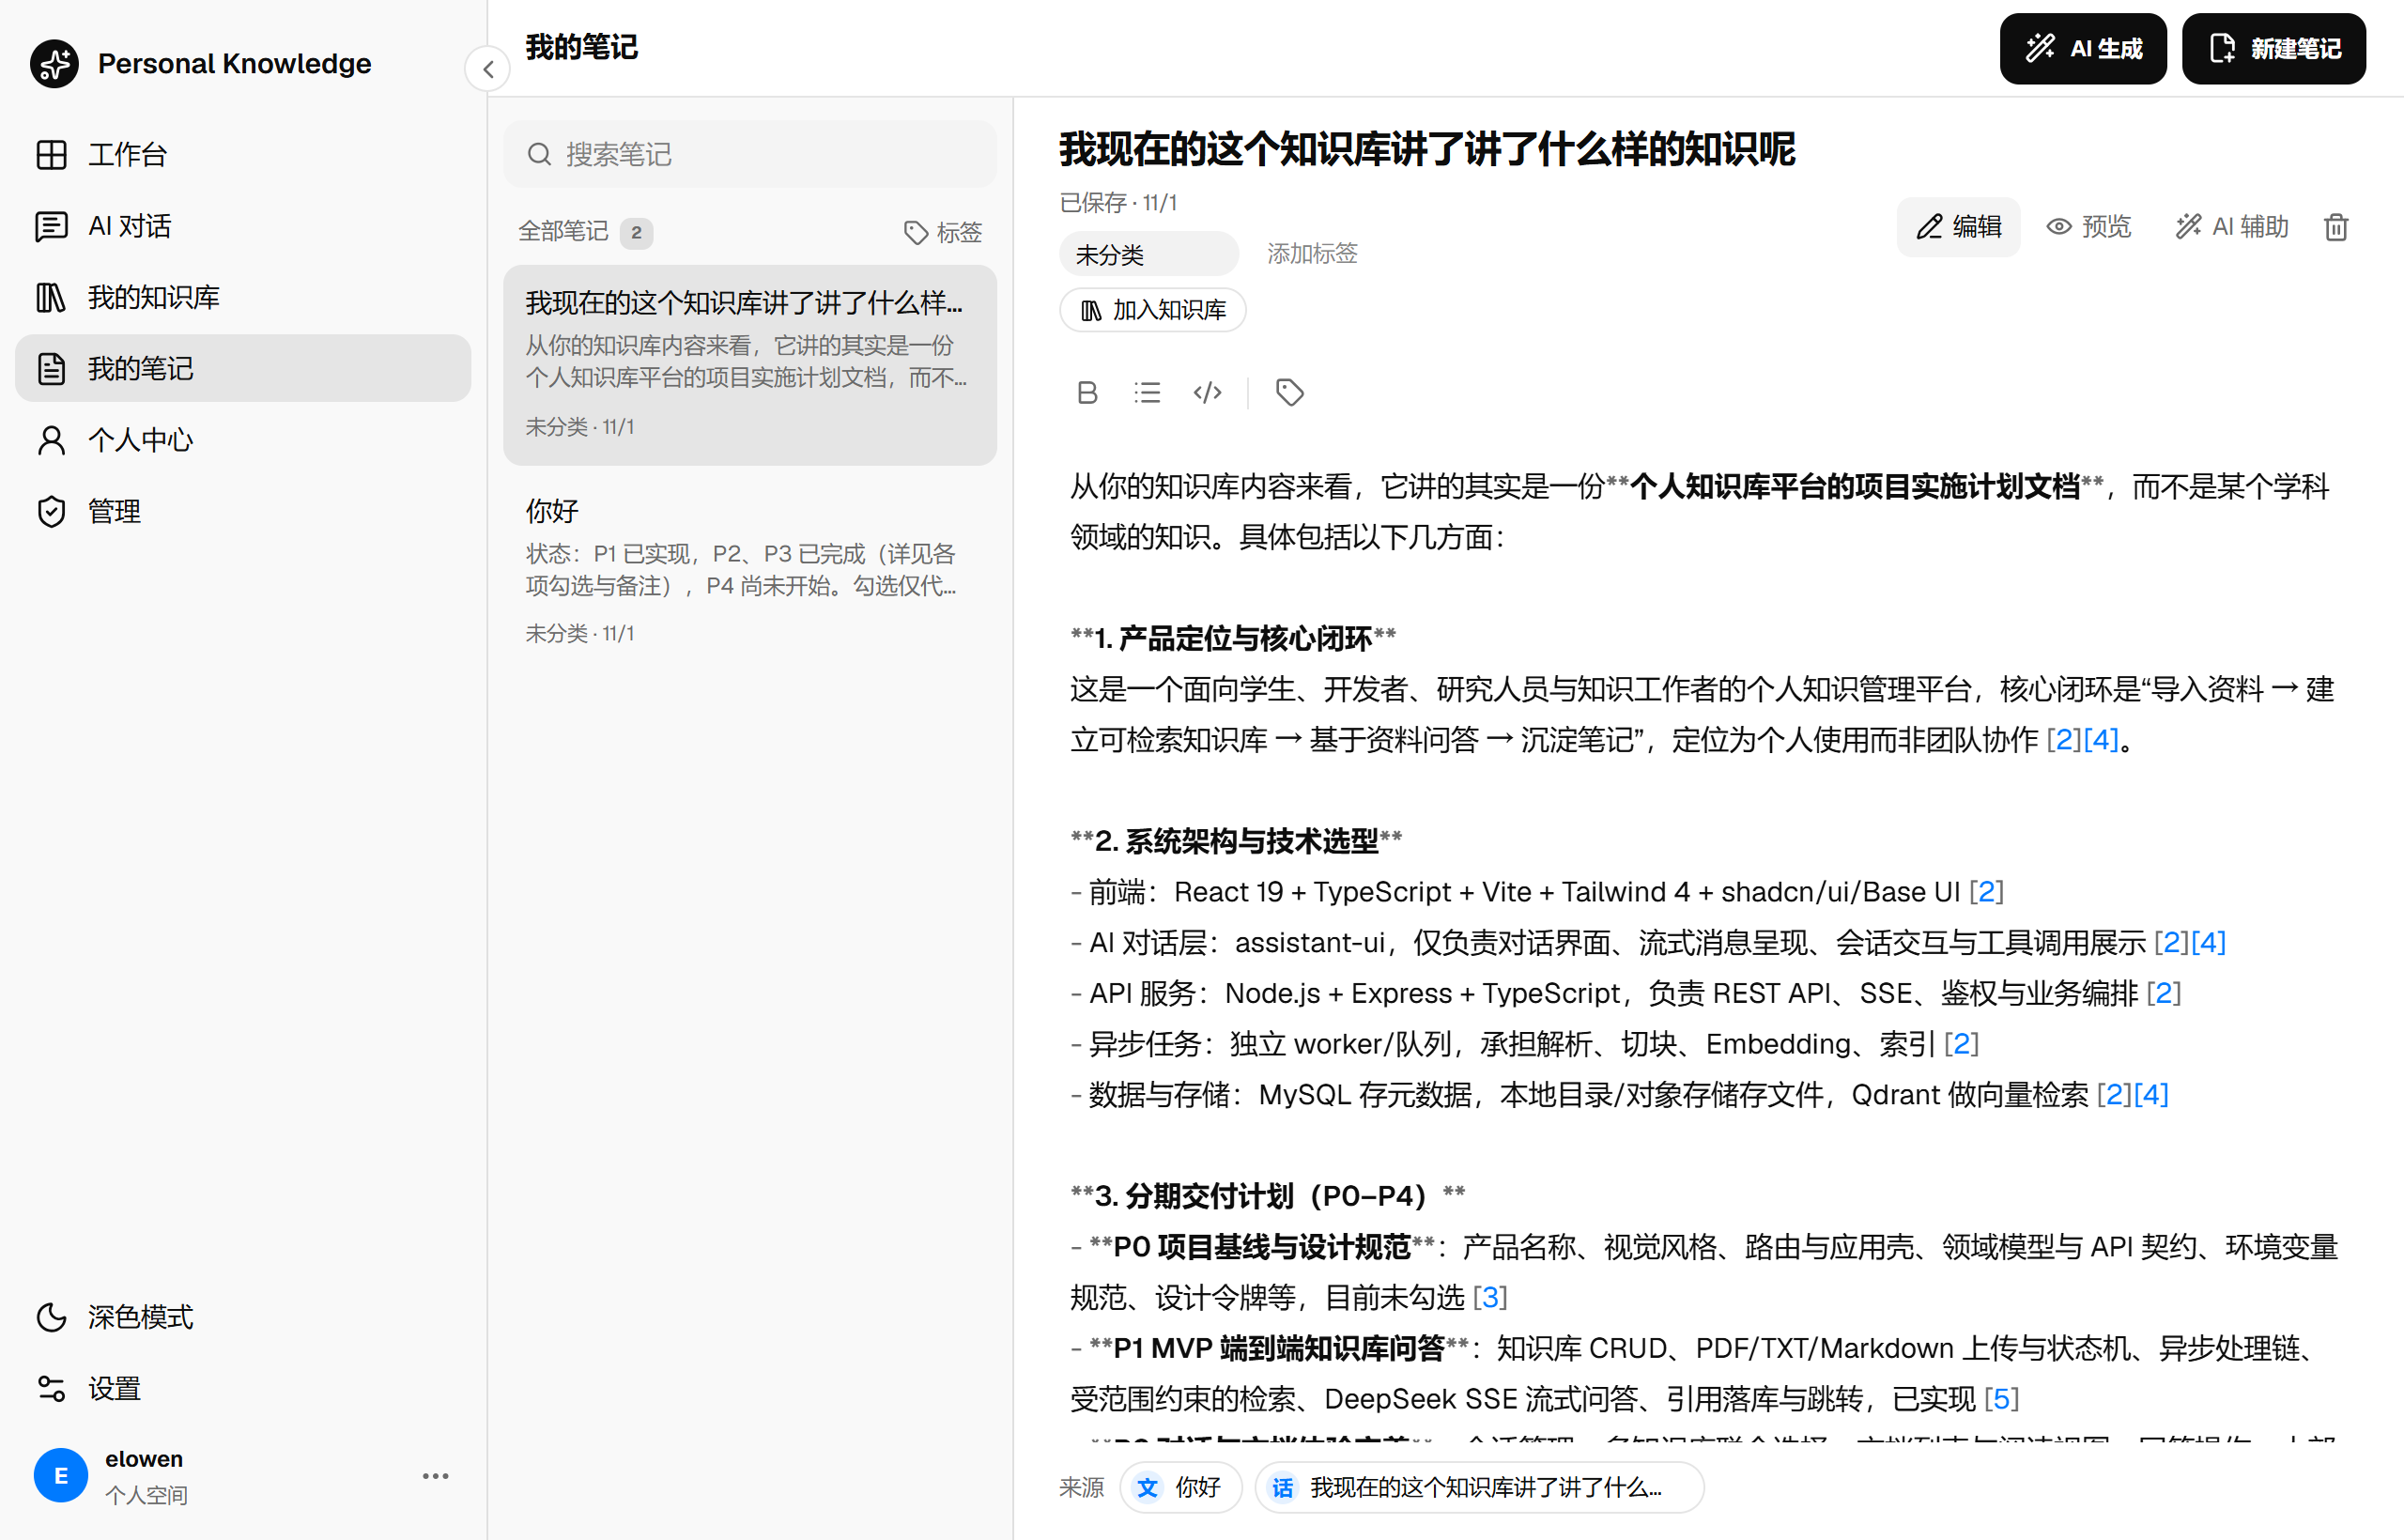 Personal Knowledge
工作台
AI 对话
我的知识库
我的笔记
个人中心
管理
深色模式
设置
E
elowen
个人空间
我的笔记
AI 生成
新建笔记
搜索笔记
全部笔记 2
标签
我现在的这个知识库讲了讲了什么样...
从你的知识库内容来看，它讲的其实是一份
个人知识库平台的项目实施计划文档，而不...
未分类 · 11/1
你好
状态：P1 已实现，P2、P3 已完成（详见各
项勾选与备注），P4 尚未开始。勾选仅代...
未分类 · 11/1
我现在的这个知识库讲了讲了什么样的知识呢
已保存 · 11/1
未分类
添加标签
加入知识库
编辑
预览
AI 辅助
从你的知识库内容来看，它讲的其实是一份**个人知识库平台的项目实施计划文档**，而不是某个学科
领域的知识。具体包括以下几方面：
**1. 产品定位与核心闭环**
这是一个面向学生、开发者、研究人员与知识工作者的个人知识管理平台，核心闭环是“导入资料 → 建
立可检索知识库 → 基于资料问答 → 沉淀笔记”，定位为个人使用而非团队协作 [2][4]。
**2. 系统架构与技术选型**
- 前端：React 19 + TypeScript + Vite + Tailwind 4 + shadcn/ui/Base UI [2]
- AI 对话层：assistant-ui，仅负责对话界面、流式消息呈现、会话交互与工具调用展示 [2][4]
- API 服务：Node.js + Express + TypeScript，负责 REST API、SSE、鉴权与业务编排 [2]
- 异步任务：独立 worker/队列，承担解析、切块、Embedding、索引 [2]
- 数据与存储：MySQL 存元数据，本地目录/对象存储存文件，Qdrant 做向量检索 [2][4]
**3. 分期交付计划（P0–P4）**
- **P0 项目基线与设计规范**：产品名称、视觉风格、路由与应用壳、领域模型与 API 契约、环境变量
规范、设计令牌等，目前未勾选 [3]
- **P1 MVP 端到端知识库问答**：知识库 CRUD、PDF/TXT/Markdown 上传与状态机、异步处理链、
受范围约束的检索、DeepSeek SSE 流式问答、引用落库与跳转，已实现 [5]
来源
文 你好
话 我现在的这个知识库讲了讲了什么...